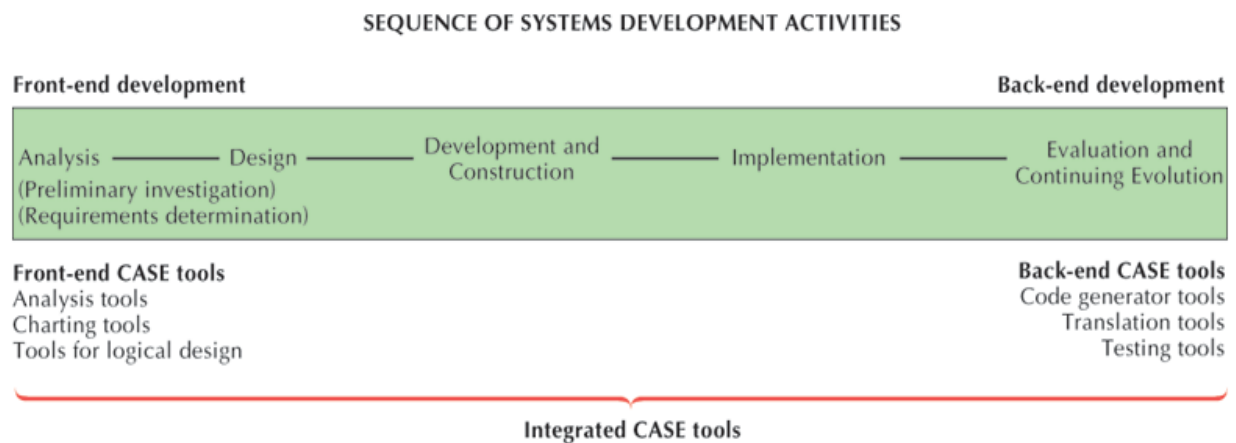 SEQUENCE OF SYSTEMS DEVELOPMENT ACTIVITIES
Front-end development
Back-end development
Analysis
(Preliminary investigation)
(Requirements determination)
Design
Development and
Construction
Implementation
Evaluation and
Continuing Evolution
Front-end CASE tools
Analysis tools
Charting tools
Tools for logical design
Back-end CASE tools
Code generator tools
Translation tools
Testing tools
Integrated CASE tools